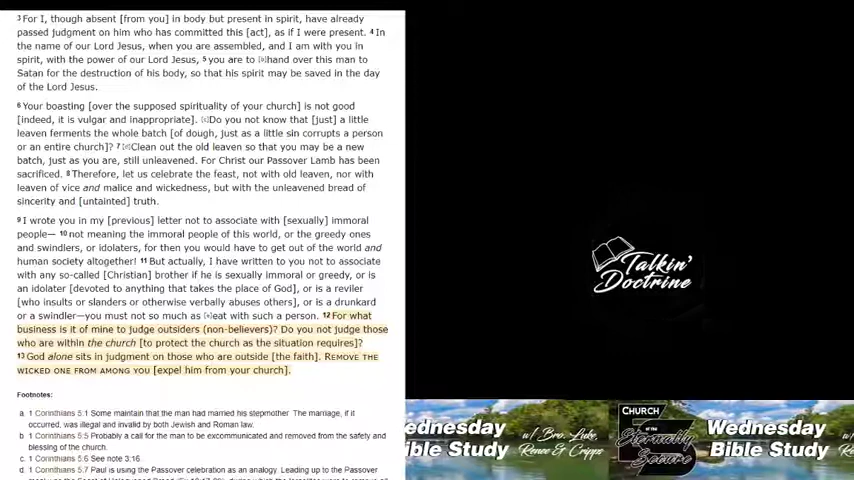 3 For I, though absent [from you] in body but present in spirit, have already
passed judgment on him who has committed this [act], as if I were present. 4 In
the name of our Lord Jesus, when you are assembled, and I am with you in
spirit, with the power of our Lord Jesus, 5 you are to [b]hand over this man to
Satan for the destruction of his body, so that his spirit may be saved in the day
of the Lord Jesus.
6 Your boasting [over the supposed spirituality of your church] is not good
[indeed, it is vulgar and inappropriate]. [c]Do you not know that [just] a little
leaven ferments the whole batch [of dough, just as a little sin corrupts a person
or an entire church]? 7 [d]Clean out the old leaven so that you may be a new
batch, just as you are, still unleavened. For Christ our Passover Lamb has been
sacrificed. 8 Therefore, let us celebrate the feast, not with old leaven, nor with
leaven of vice and malice and wickedness, but with the unleavened bread of
sincerity and [untainted] truth.
9 I wrote you in my [previous] letter not to associate with [sexually] immoral
people— 10 not meaning the immoral people of this world, or the greedy ones
and swindlers, or idolaters, for then you would have to get out of the world and
human society altogether! 11 But actually, I have written to you not to associate
with any so-called [Christian] brother if he is sexually immoral or greedy, or is
an idolater [devoted to anything that takes the place of God], or is a reviler
[who insults or slanders or otherwise verbally abuses others], or is a drunkard
or a swindler—you must not so much as [e]eat with such a person. 12 For what
business is it of mine to judge outsiders (non-believers)? Do you not judge those
who are within the church [to protect the church as the situation requires]?
13 God alone sits in judgment on those who are outside [the faith]. REMOVE THE
WICKED ONE FROM AMONG YOU [expel him from your church].
Footnotes:
a. 1 Corinthians 5:1 Some maintain that the man had married his stepmother. The marriage, if it
occurred, was illegal and invalid by both Jewish and Roman law.
b. 1 Corinthians 5:5 Probably a call for the man to be excommunicated and removed from the safety and
blessing of the church.
c. 1 Corinthians 5:6 See note 3:16.
d. 1 Corinthians 5:7 Paul is using the Passover celebration as an analogy. Leading up to the Passover
Talkin'
Doctrine
ednesday
ble Study
w/ Bro. Luke,
Renee & Cripps
CHURCH
OF THE
Eternally
Secure
Wednesday
Bible Study
w/
Re